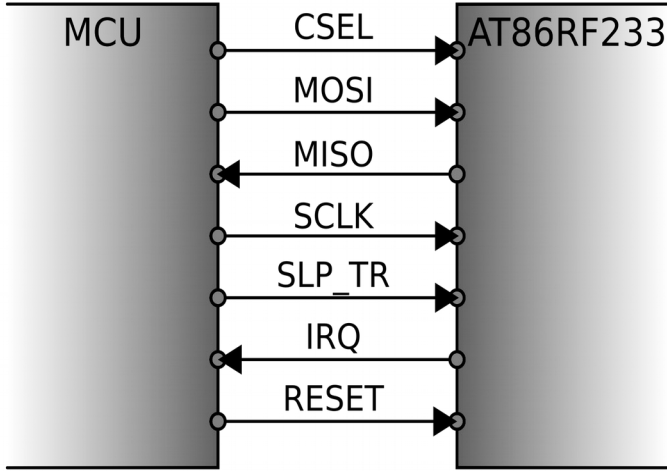 MCU
CSEL
AT86RF233
MOSI
MISO
SCLK
SLP_TR
IRQ
RESET